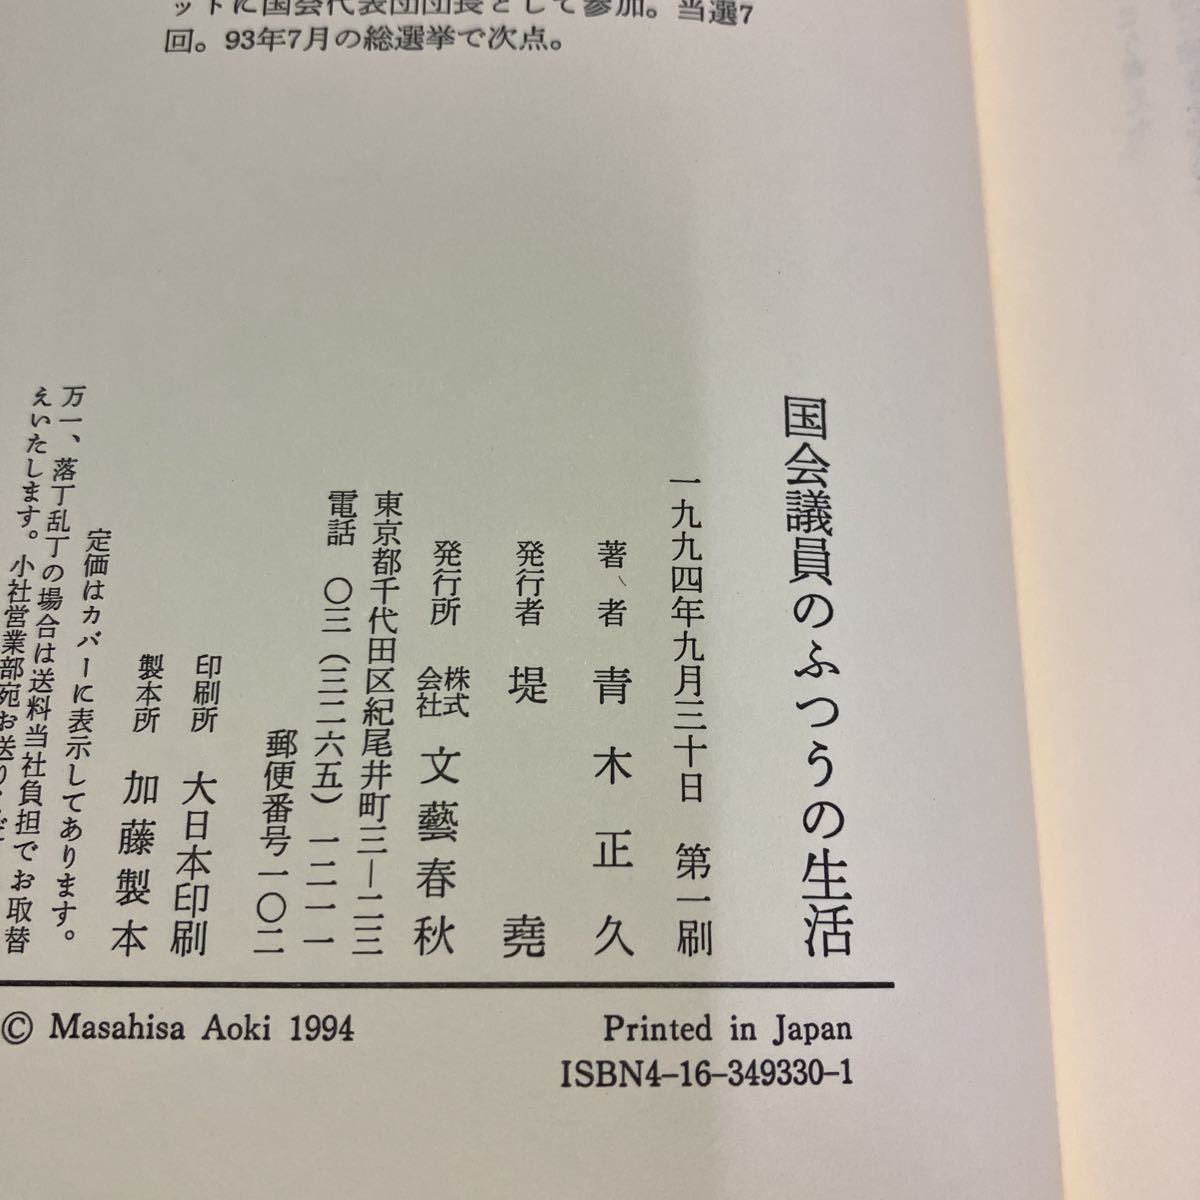 ットに国会代表団団長として参加。当選7
回。93年7月の総選挙で次点。
国会議員のふつうの生活
一九九四年九月三十日 第一刷
著者 青木正久
発行者 堤堯
発行所 株式会社 文藝春秋
東京都千代田区紀尾井町三―二三
電話 〇三(三二六五)一二一一
郵便番号一〇二
印刷所 大日本印刷
製本所 加藤製本
定価はカバーに表示してあります。
万一、落丁乱丁の場合は送料当社負担でお取替
えいたします。小社営業部宛お送り
© Masahisa Aoki 1994
Printed in Japan
ISBN4-16-349330-1